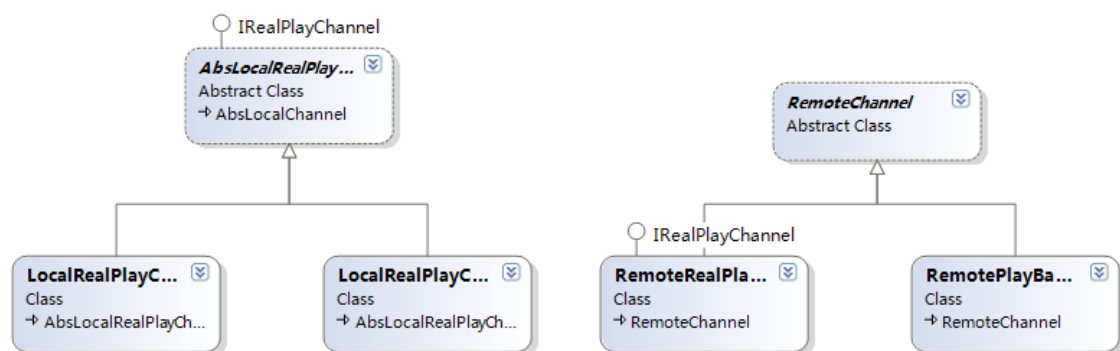 IRealPlayChannel
AbsLocalRealPlay...
Abstract Class
AbsLocalChannel
RemoteChannel
Abstract Class
IRealPlayChannel
LocalRealPlayC...
Class
AbsLocalRealPlayCh...
LocalRealPlayC...
Class
AbsLocalRealPlayCh...
RemoteRealPla...
Class
RemoteChannel
RemotePlayBa...
Class
RemoteChannel